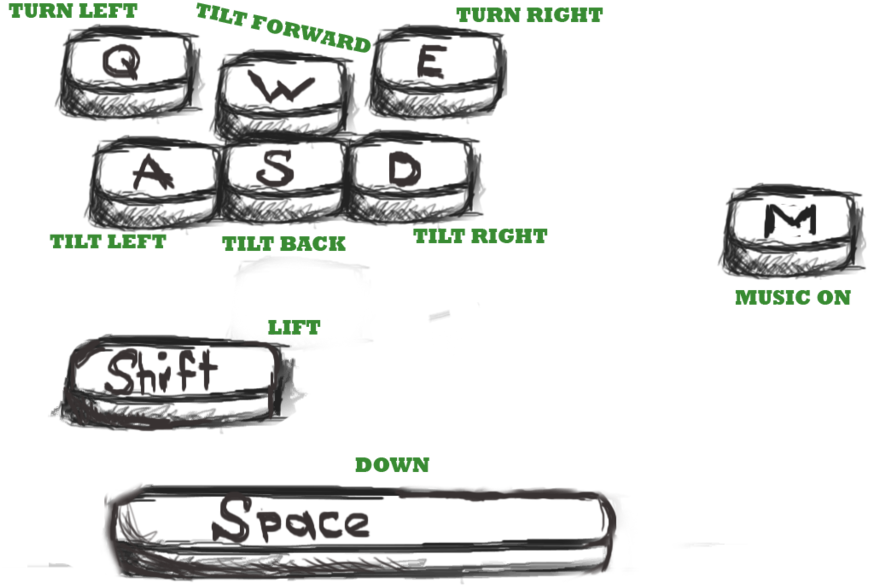 TURN LEFT
TILT FORWARD
TURN RIGHT
Q
W
E
A
S
D
M
TILT LEFT
TILT BACK
TILT RIGHT
MUSIC ON
LIFT
Shift
DOWN
Space